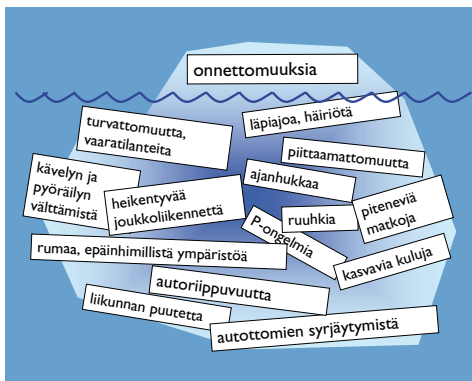 onnettomuuksia
läpiajoa, häiriötä
turvattomuutta,
vaaratilanteita
piittaamattomuutta
kävelyn ja
pyöräilyn
välttämistä
ajanhukkaa
heikentyvää
joukkoliikennettä
piteneviä
matkoja
ruuhkia
P-ongelmia
rumaa, epäinhimillistä ympäristöä
kasvavia kuluja
autoriippuvuutta
liikunnan puutetta
autottomien syrjäytymistä